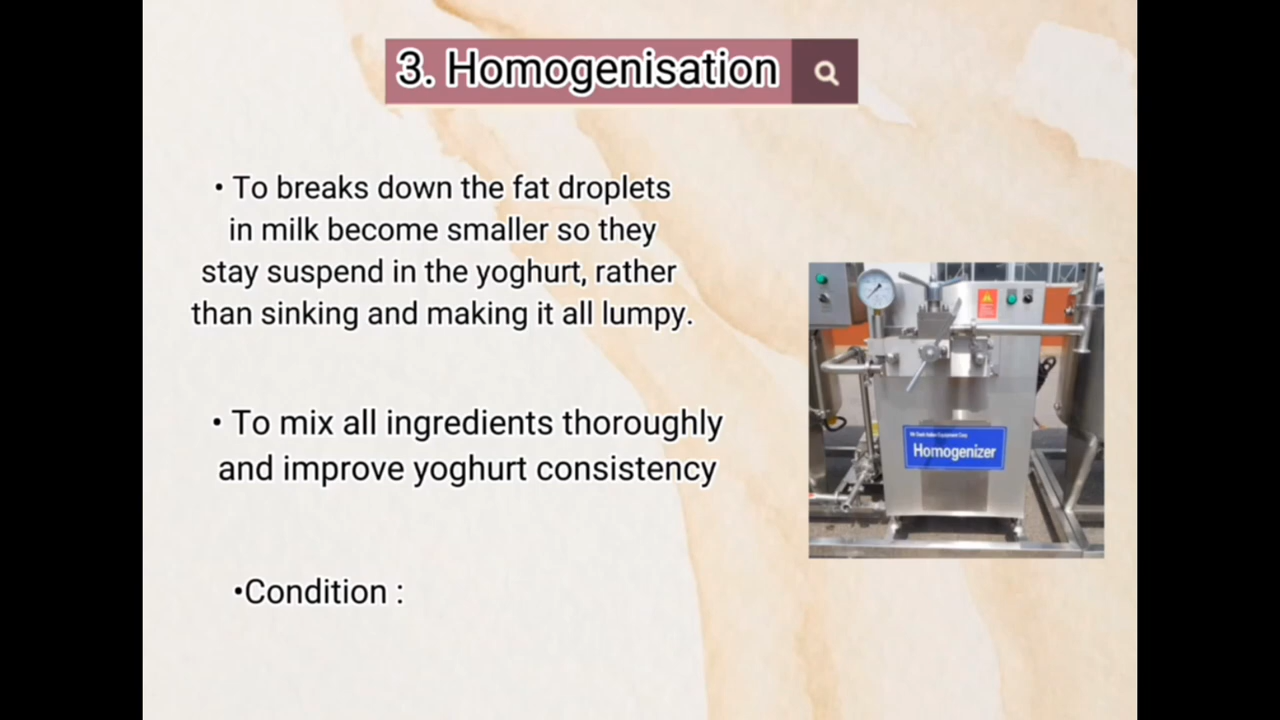 3. Homogenisation
• To breaks down the fat droplets
in milk become smaller so they
stay suspend in the yoghurt, rather
than sinking and making it all lumpy.
• To mix all ingredients thoroughly
and improve yoghurt consistency
•Condition :
Homogenizer